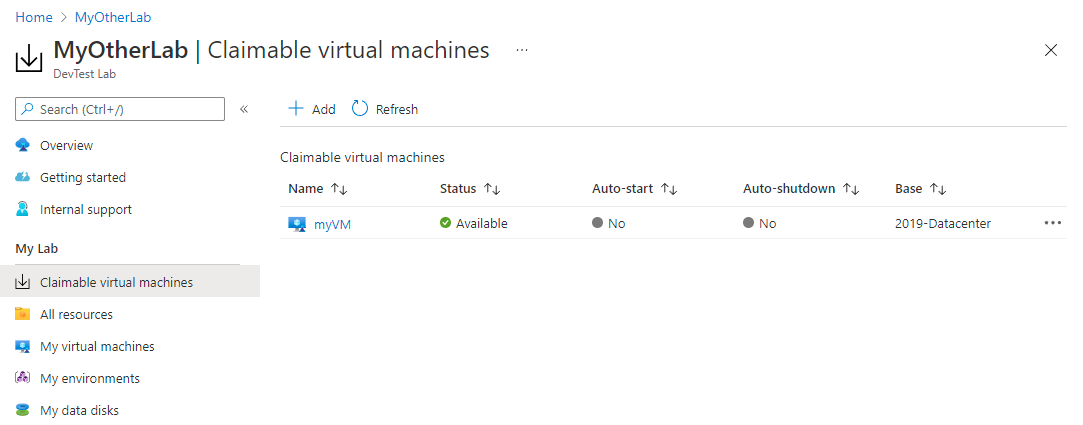 Home > MyOtherLab
MyOtherLab | Claimable virtual machines ...
DevTest Lab
Search (Ctrl+/) «
Add Refresh
Overview
Getting started
Internal support
My Lab
Claimable virtual machines
All resources
My virtual machines
My environments
My data disks
Claimable virtual machines
Name ↑↓ Status ↑↓ Auto-start ↑↓ Auto-shutdown ↑↓ Base ↑↓
myVM Available No No 2019-Datacenter ...